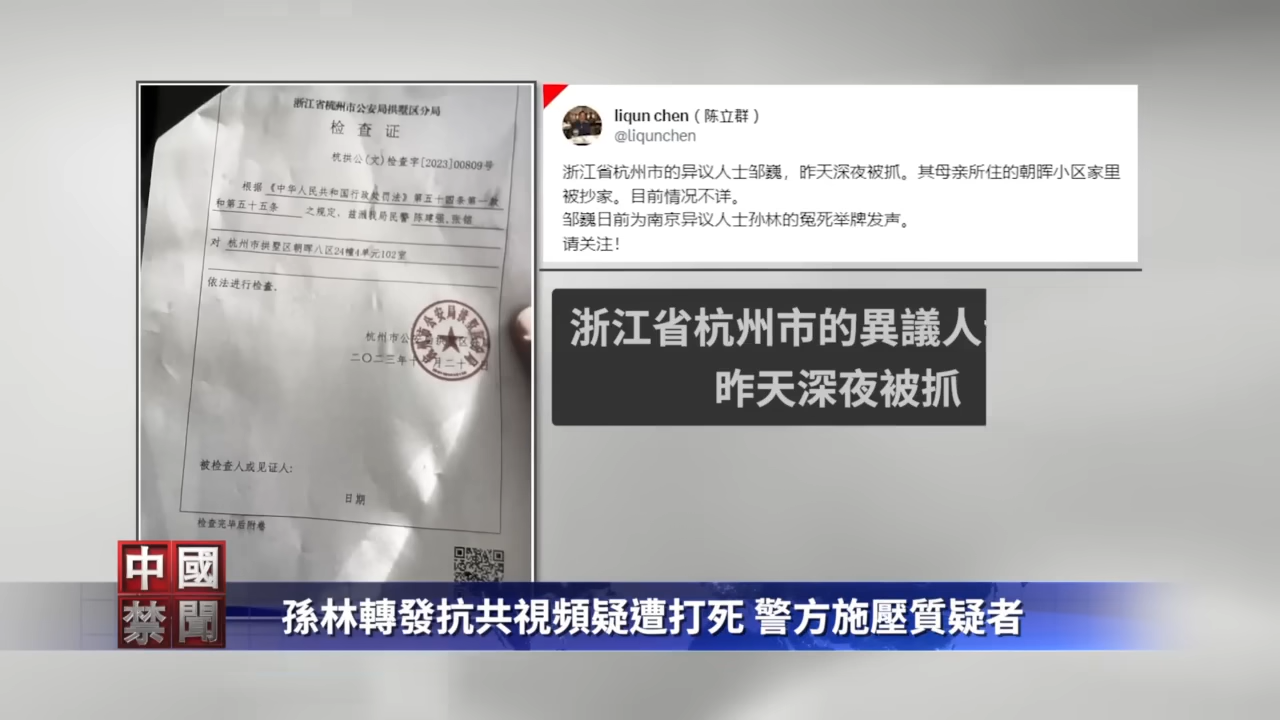 浙江省杭州市公安局拱墅区分局
检查证
杭拱公(文)检查字[2023]00809号
根据《中华人民共和国行政处罚法》第五十四条第一款
和第五十五条 之规定,兹派我局民警 陈建强,张铭
对 杭州市拱墅区朝晖八区24幢4单元102室
依法进行检查。
杭州市公
二〇二三年十 月二十 日
被检查人或见证人:
日期
检查完毕后附卷
liqun chen(陈立群)
@liqunchen
浙江省杭州市的异议人士邹巍,昨天深夜被抓。其母亲所住的朝晖小区家里
被抄家。目前情况不详。
邹巍日前为南京异议人士孙林的冤死举牌发声。
请关注!
浙江省杭州市的異議人
昨天深夜被抓
中國
禁聞
孫林轉發抗共視頻疑遭打死 警方施壓質疑者